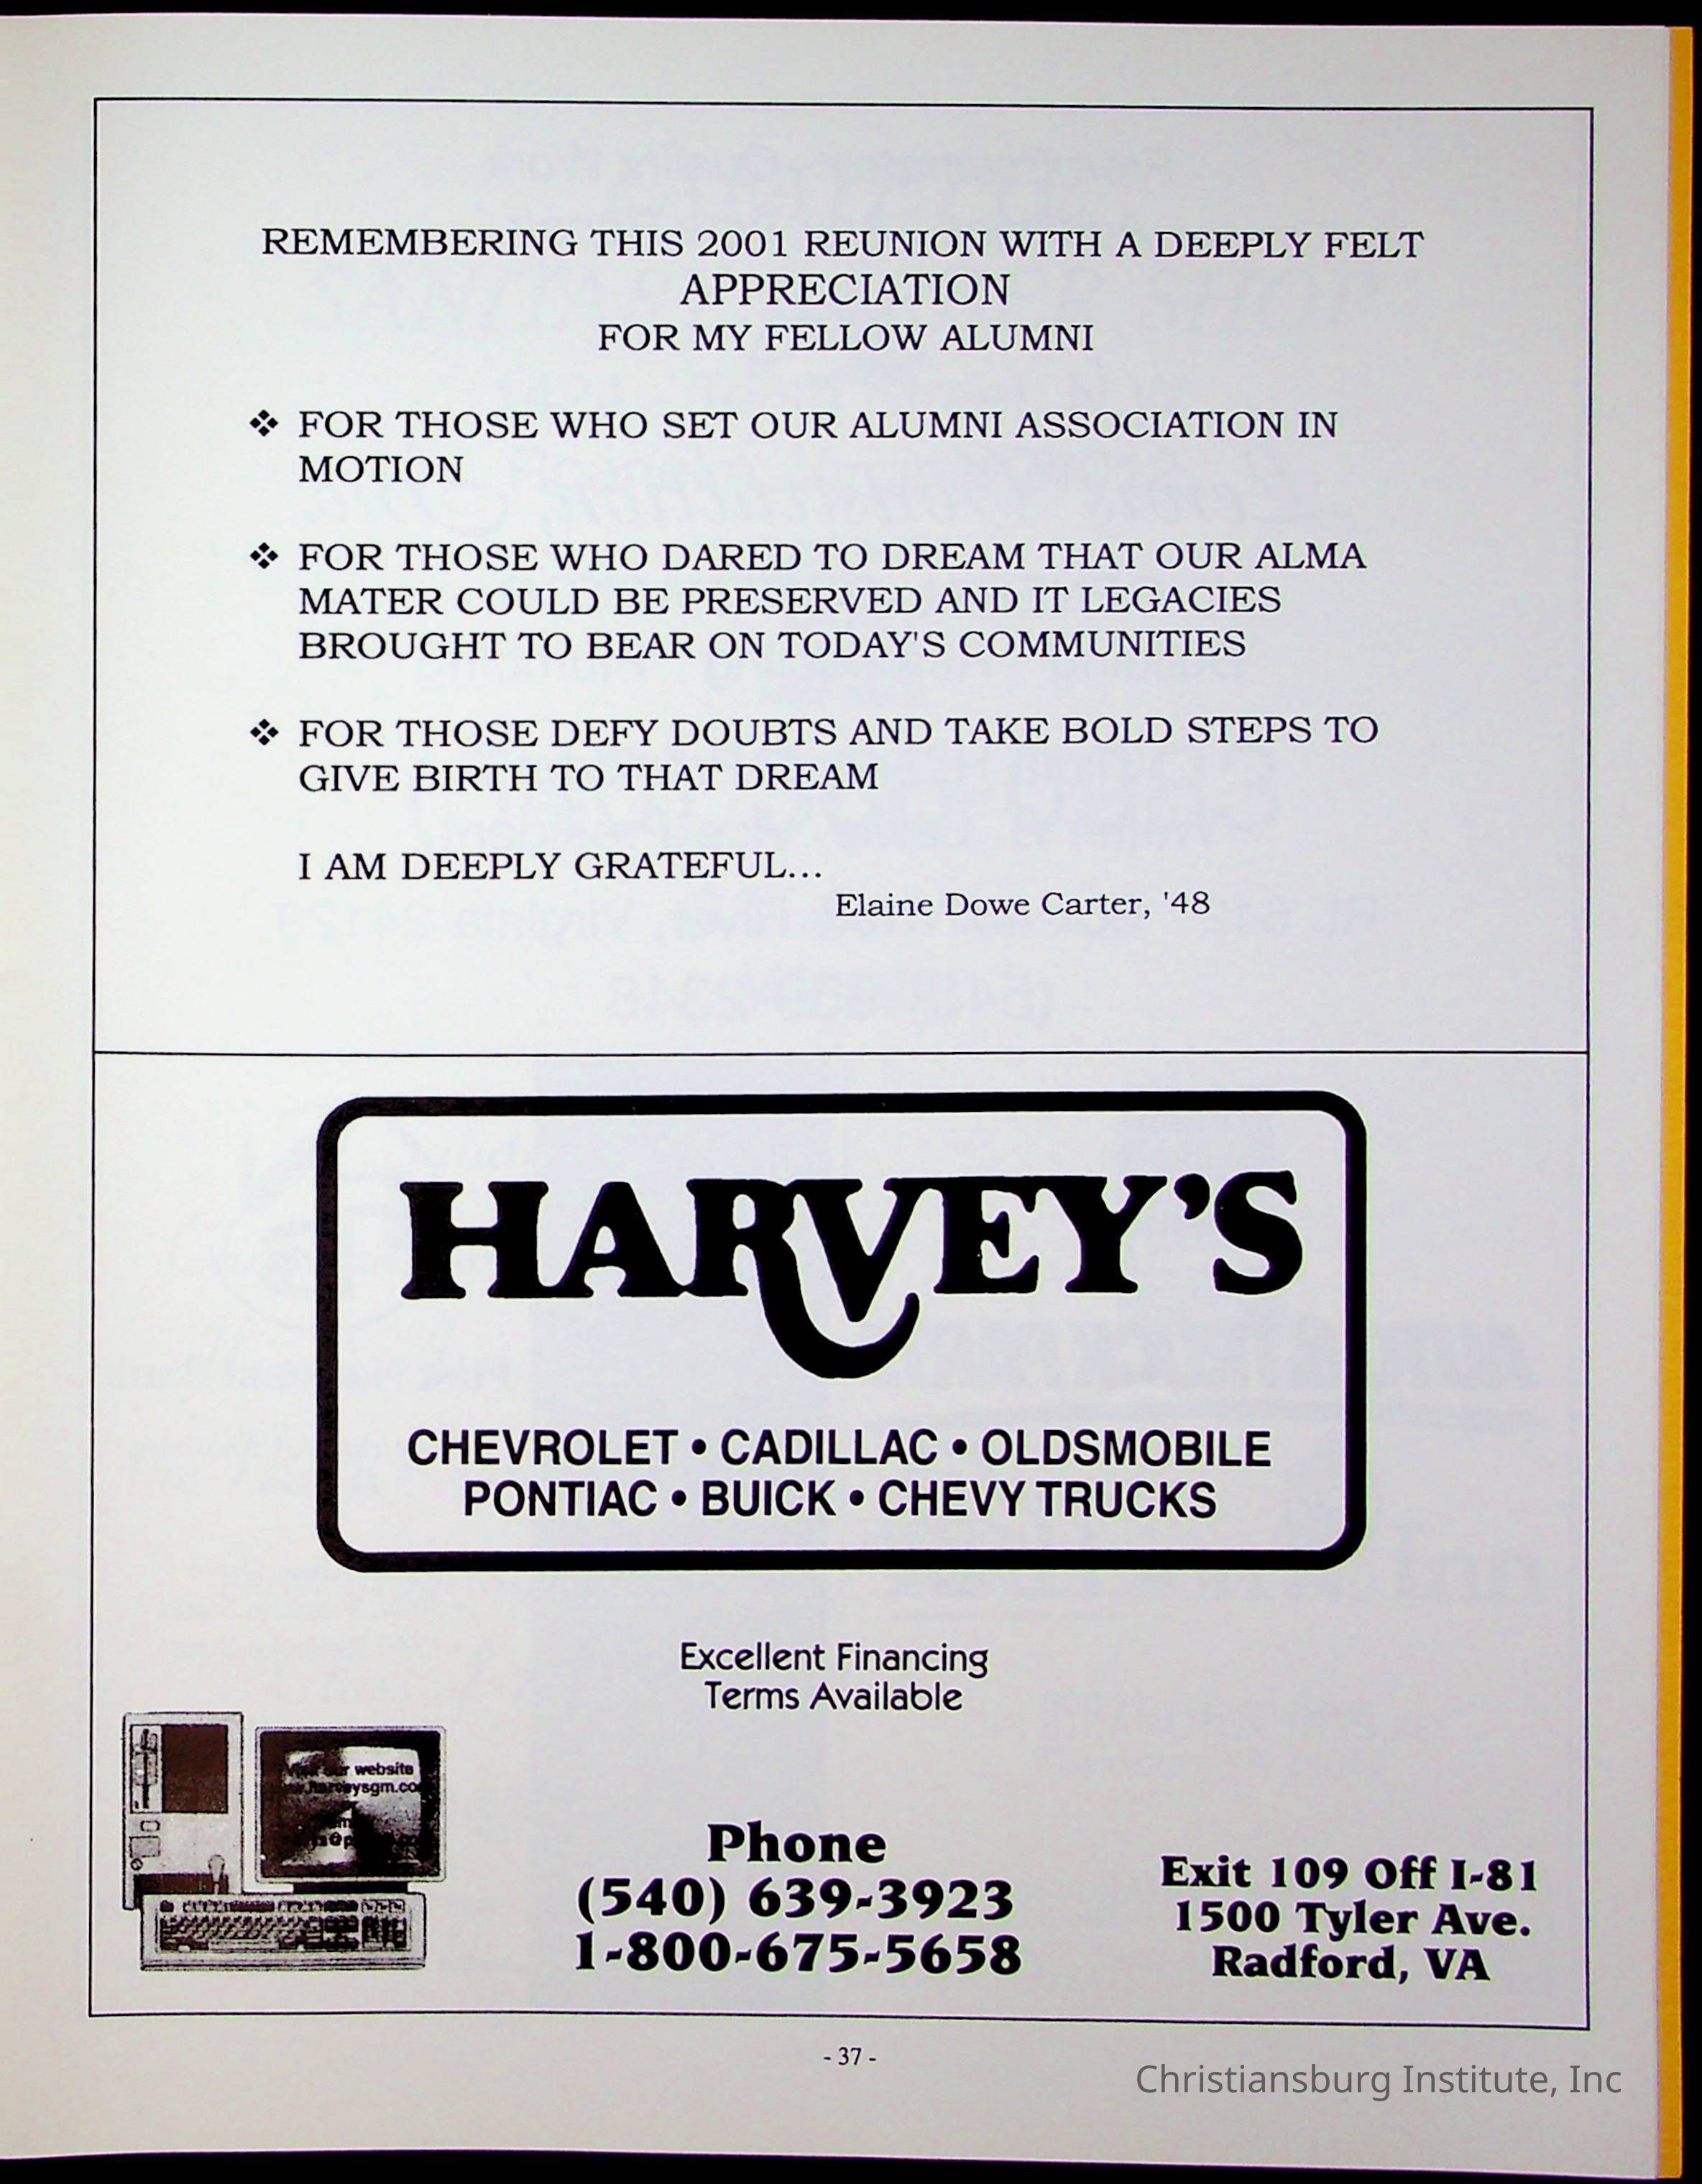 REMEMBERING THIS 2001 REUNION WITH A DEEPLY FELT
APPRECIATION
FOR MY FELLOW ALUMNI
❖ FOR THOSE WHO SET OUR ALUMNI ASSOCIATION IN
MOTION
❖ FOR THOSE WHO DARED TO DREAM THAT OUR ALMA
MATER COULD BE PRESERVED AND IT LEGACIES
BROUGHT TO BEAR ON TODAY'S COMMUNITIES
❖ FOR THOSE DEFY DOUBTS AND TAKE BOLD STEPS TO
GIVE BIRTH TO THAT DREAM
I AM DEEPLY GRATEFUL...
Elaine Dowe Carter, '48
HARVEY'S
CHEVROLET • CADILLAC • OLDSMOBILE
PONTIAC • BUICK • CHEVY TRUCKS
Excellent Financing
Terms Available
our website
Phone
(540) 639-3923
1-800-675-5658
Exit 109 Off I-81
1500 Tyler Ave.
Radford, VA
- 37 -
Christiansburg Institute, Inc